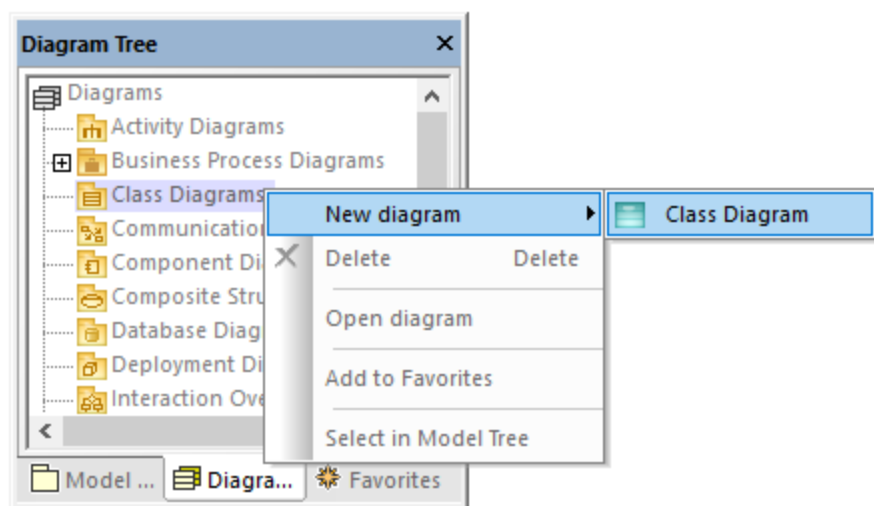 Diagram Tree
Diagrams
Activity Diagrams
Business Process Diagrams
Class Diagrams
New diagram
Class Diagram
Communication
Delete Delete
Component Di
Composite Stru
Open diagram
Database Diag
Deployment Di
Add to Favorites
Interaction Ove
Select in Model Tree
Model ...
Diagra...
Favorites